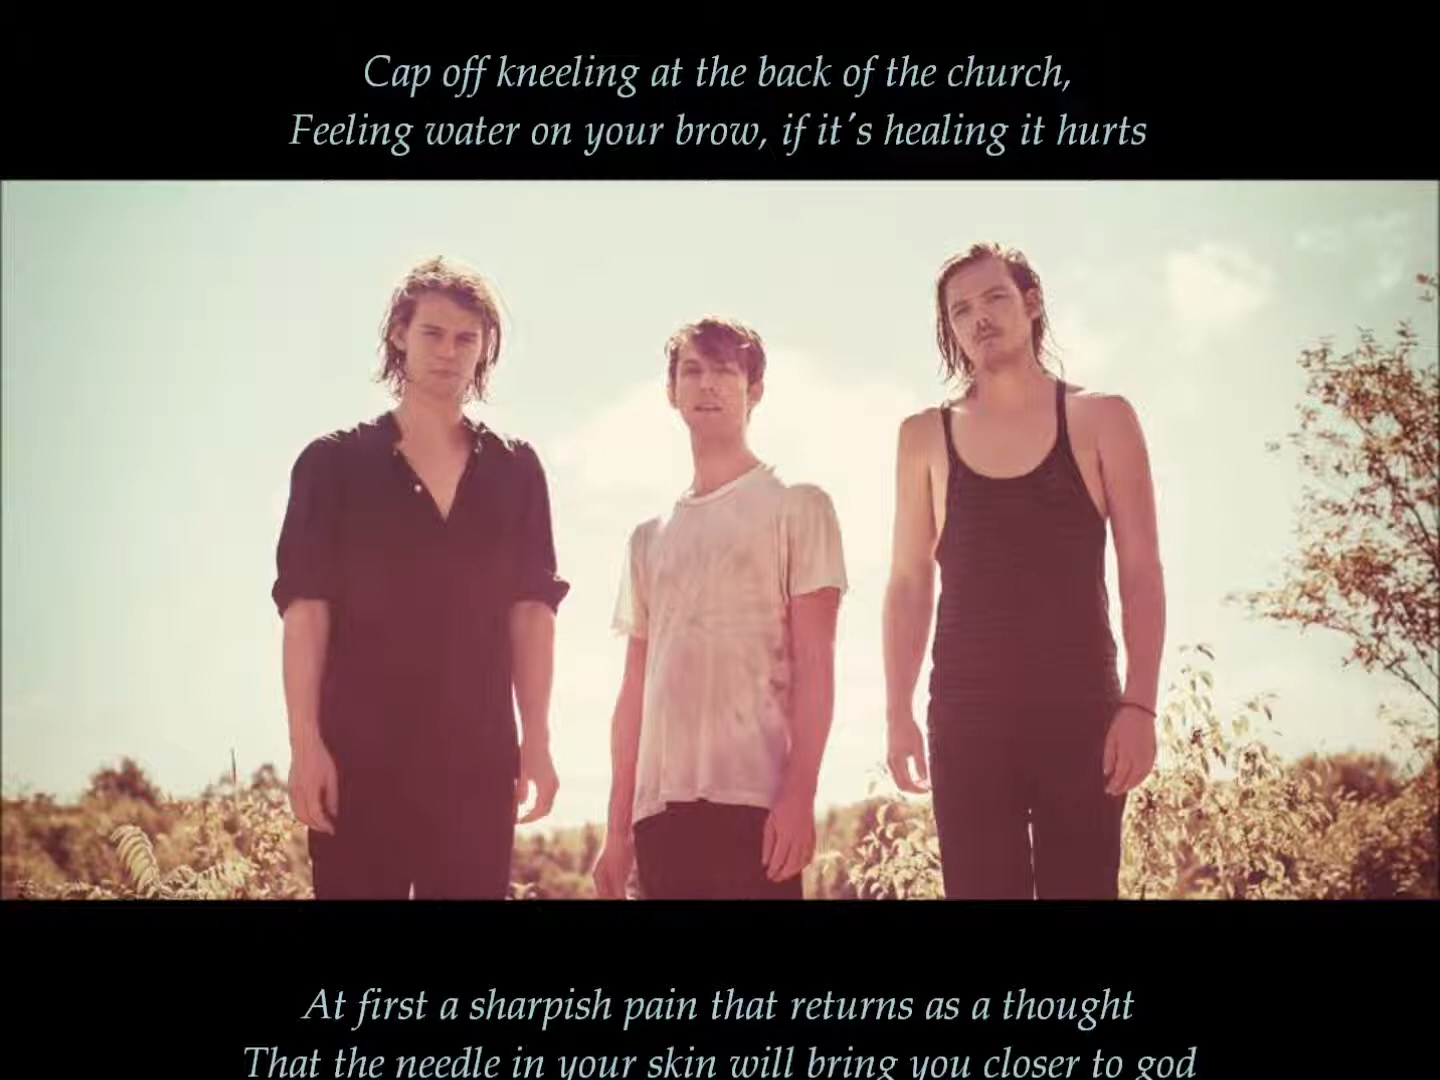 Cap off kneeling at the back of the church,
Feeling water on your brow, if it's healing it hurts
At first a sharpish pain that returns as a thought
That the needle in your skin will bring you closer to god